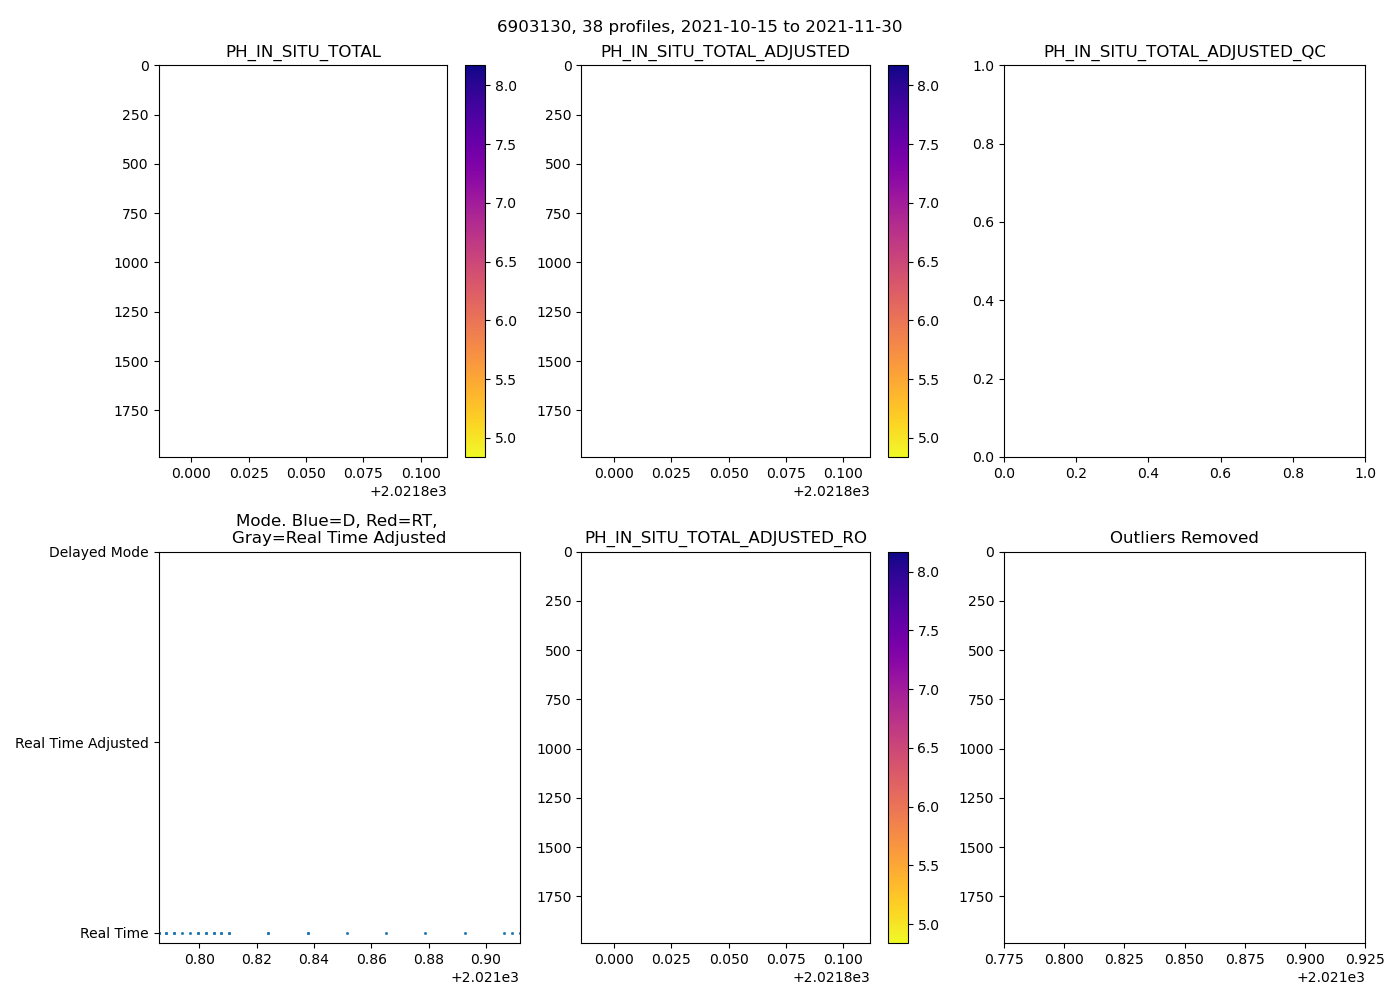 6903130, 38 profiles, 2021-10-15 to 2021-11-30
PH_IN_SITU_TOTAL
0
250
500
750
1000
1250
1500
1750
0.000 0.025 0.050 0.075 0.100
+2.0218e3
8.0
7.5
7.0
6.5
6.0
5.5
5.0
PH_IN_SITU_TOTAL_ADJUSTED
0
250
500
750
1000
1250
1500
1750
0.000 0.025 0.050 0.075 0.100
+2.0218e3
8.0
7.5
7.0
6.5
6.0
5.5
5.0
PH_IN_SITU_TOTAL_ADJUSTED_QC
1.0
0.8
0.6
0.4
0.2
0.0
0.0 0.2 0.4 0.6 0.8 1.0
Mode. Blue=D, Red=RT,
Gray=Real Time Adjusted
Delayed Mode
Real Time Adjusted
Real Time
0.80 0.82 0.84 0.86 0.88 0.90
+2.021e3
PH_IN_SITU_TOTAL_ADJUSTED_RO
0
250
500
750
1000
1250
1500
1750
0.000 0.025 0.050 0.075 0.100
+2.0218e3
8.0
7.5
7.0
6.5
6.0
5.5
5.0
Outliers Removed
0
250
500
750
1000
1250
1500
1750
0.775 0.800 0.825 0.850 0.875 0.900 0.925
+2.021e3